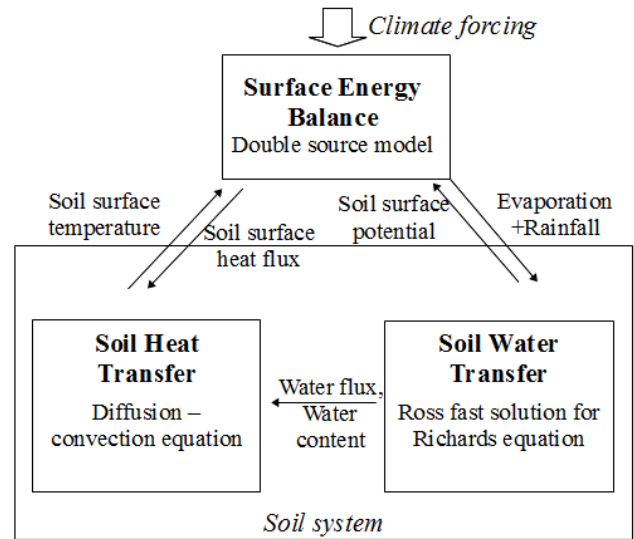 Climate forcing
Surface Energy
Balance
Double source model
Soil surface
temperature
Soil surface
heat flux
Soil surface
potential
Evaporation
+Rainfall
Soil Heat
Transfer
Diffusion –
convection equation
Water flux,
Water
content
Soil Water
Transfer
Ross fast solution for
Richards equation
Soil system